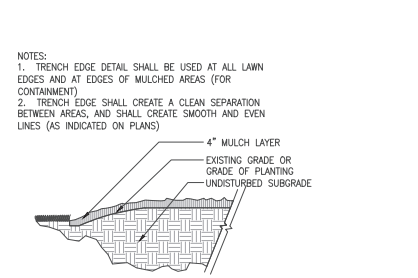 NOTES:
1. TRENCH EDGE DETAIL SHALL BE USED AT ALL LAWN
EDGES AND AT EDGES OF MULCHED AREAS (FOR
CONTAINMENT)
2. TRENCH EDGE SHALL CREATE A CLEAN SEPARATION
BETWEEN AREAS, AND SHALL CREATE SMOOTH AND EVEN
LINES (AS INDICATED ON PLANS)
4" MULCH LAYER
EXISTING GRADE OR
GRADE OF PLANTING
UNDISTURBED SUBGRADE